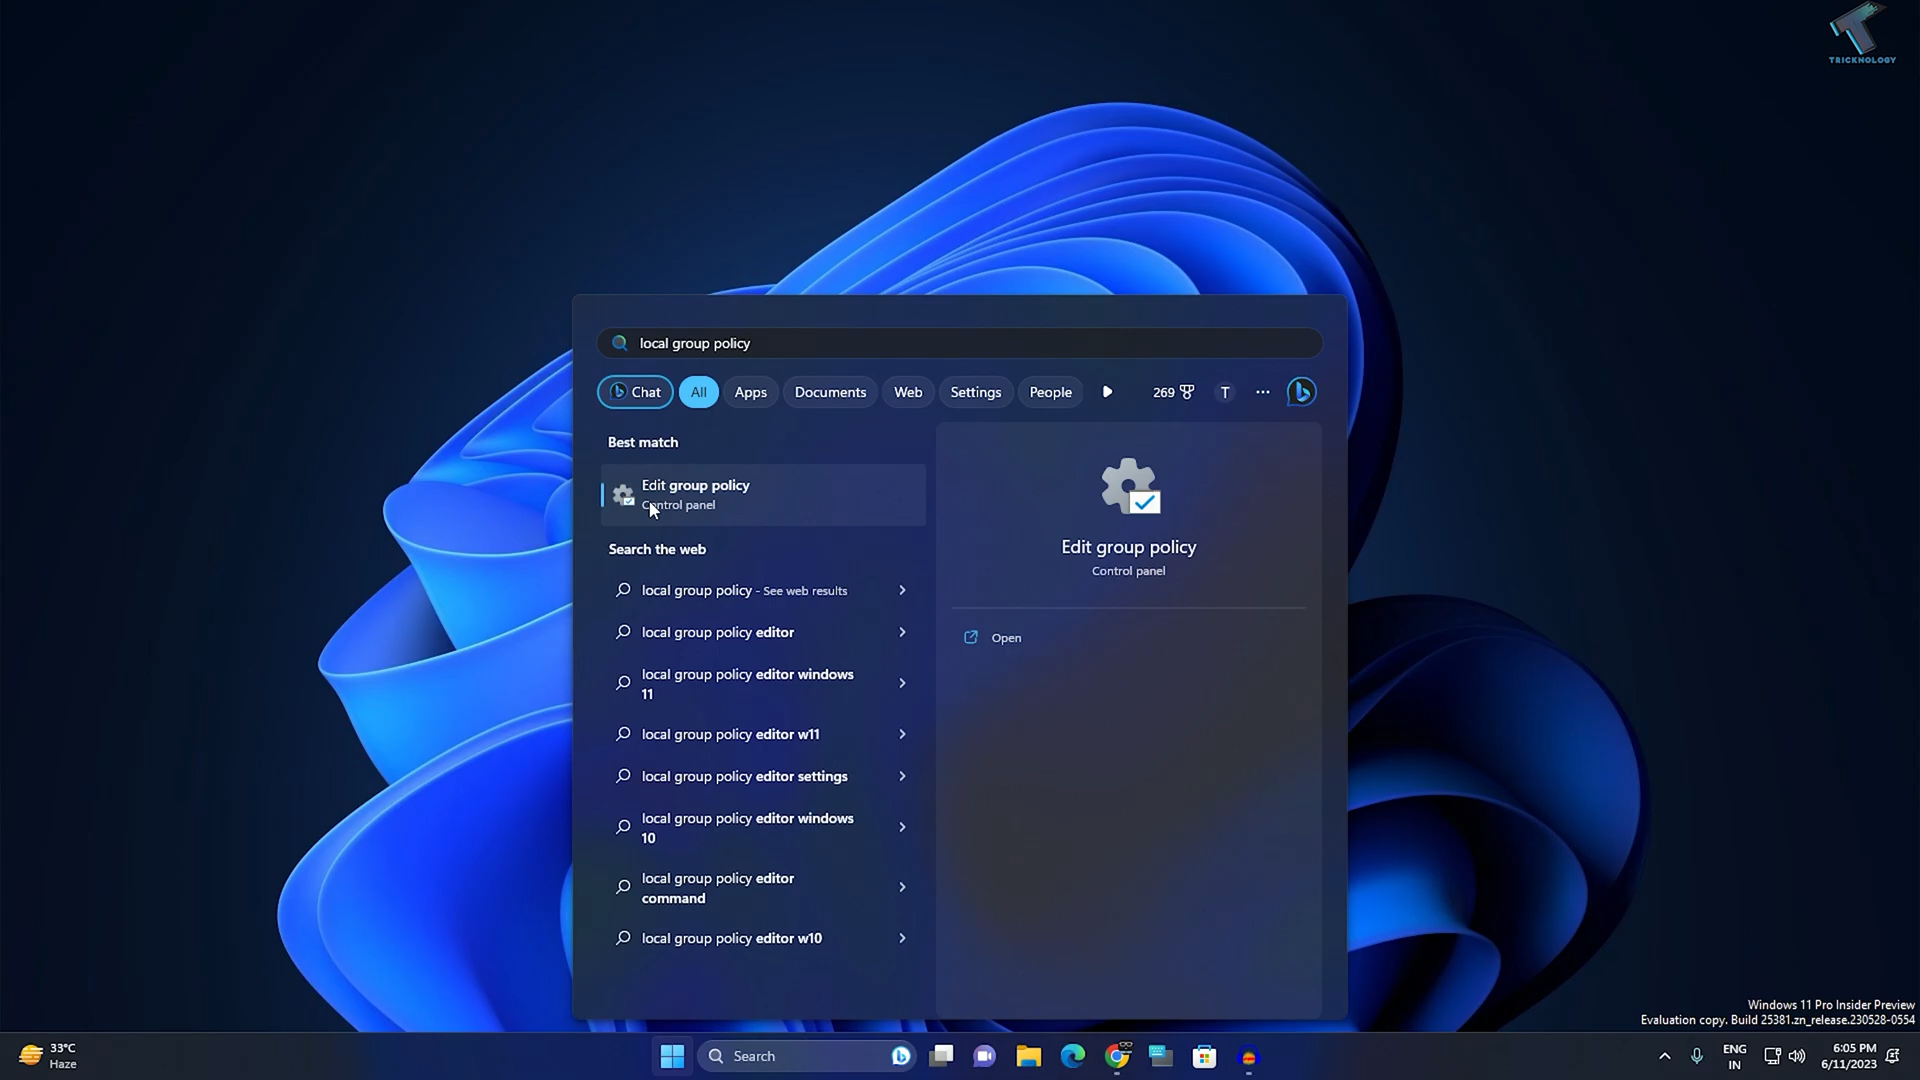 TRICKNOLOGY
local group policy
Chat
All
Apps
Documents
Web
Settings
People
269
T
Best match
Edit group policy
Control panel
Search the web
local group policy - See web results
local group policy editor
local group policy editor windows
11
local group policy editor w11
local group policy editor settings
local group policy editor windows
10
local group policy editor
command
local group policy editor w10
Edit group policy
Control panel
Open
Windows 11 Pro Insider Preview
Evaluation copy. Build 25381.zn_release.230528-0554
33°C
Haze
Search
ENG
IN
6:05 PM
6/11/2023